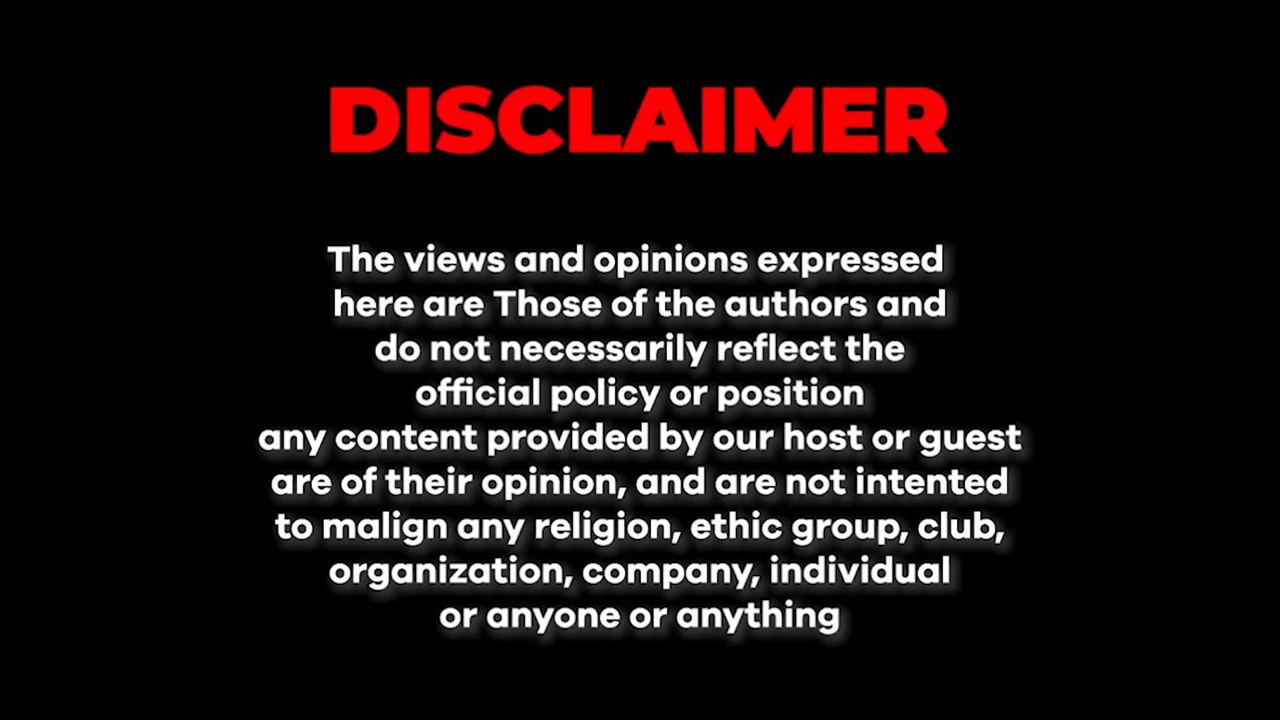 DISCLAIMER
The views and opinions expressed
here are Those of the authors and
do not necessarily reflect the
official policy or position
any content provided by our host or guest
are of their opinion, and are not intented
to malign any religion, ethic group, club,
organization, company, individual
or anyone or anything